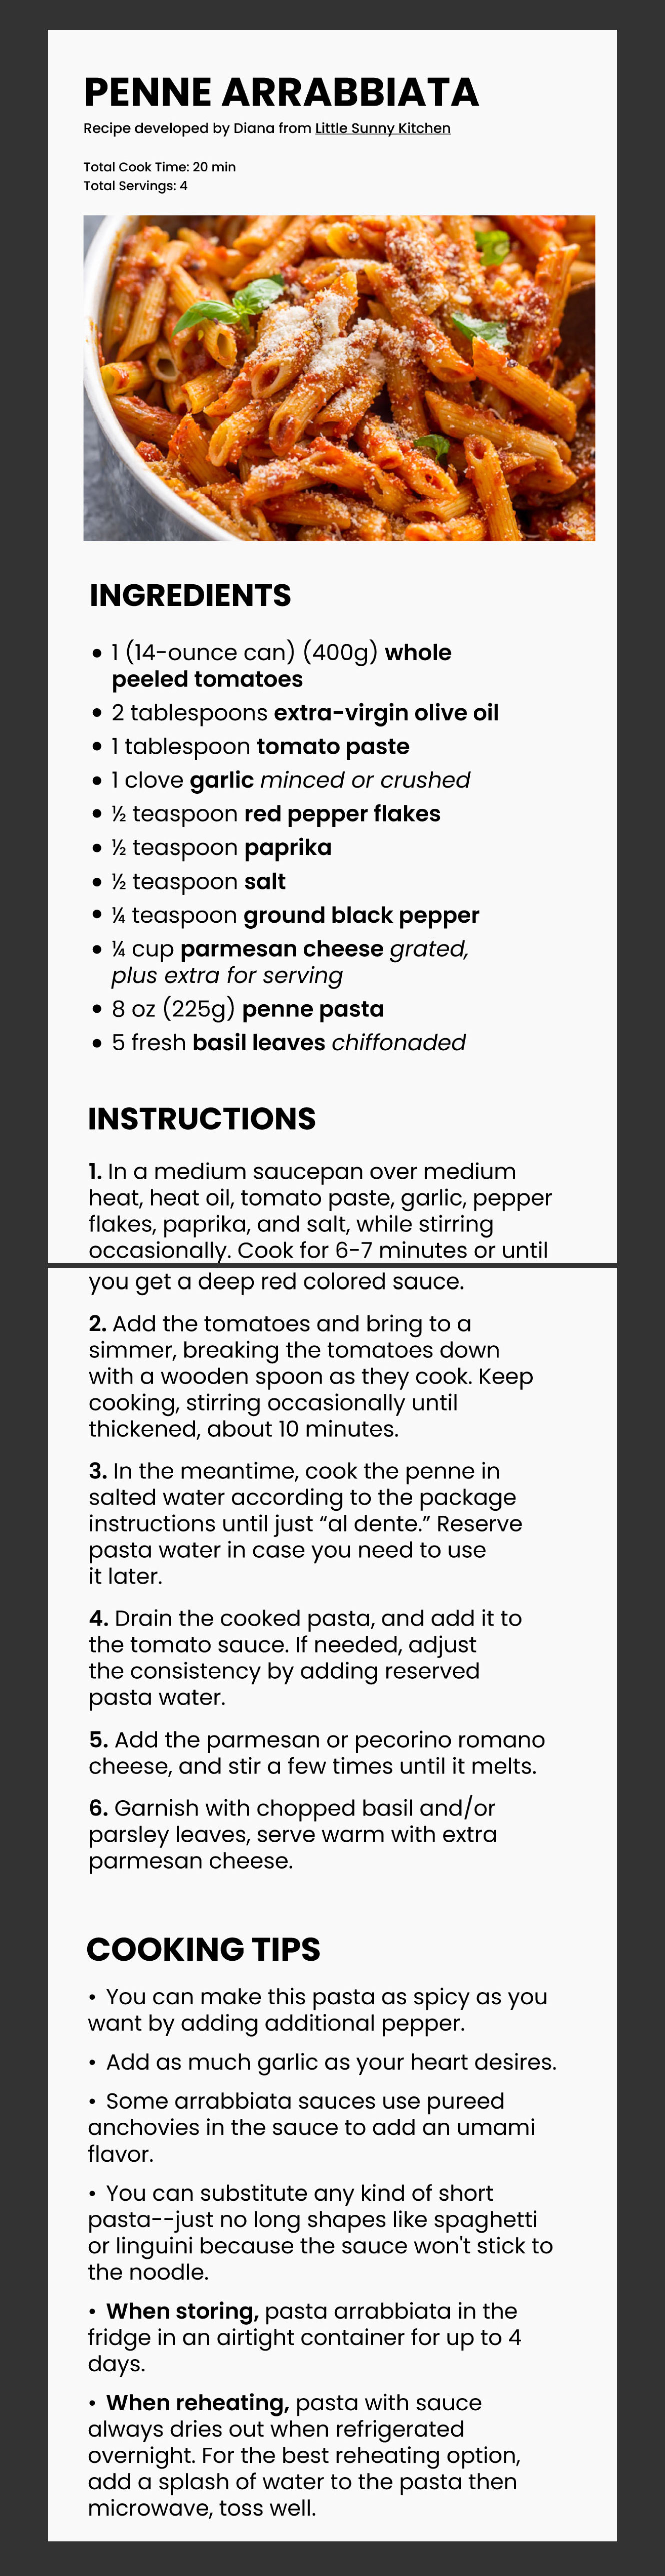 PENNE ARRABBIATA
Recipe developed by Diana from Little Sunny Kitchen
Total Cook Time: 20 min
Total Servings: 4
INGREDIENTS
• 1 (14-ounce can) (400g) whole
peeled tomatoes
• 2 tablespoons extra-virgin olive oil
• 1 tablespoon tomato paste
• 1 clove garlic minced or crushed
• ½ teaspoon red pepper flakes
• ½ teaspoon paprika
• ½ teaspoon salt
• ¼ teaspoon ground black pepper
• ¼ cup parmesan cheese grated,
plus extra for serving
• 8 oz (225g) penne pasta
• 5 fresh basil leaves chiffonaded
INSTRUCTIONS
1. In a medium saucepan over medium
heat, heat oil, tomato paste, garlic, pepper
flakes, paprika, and salt, while stirring
occasionally. Cook for 6-7 minutes or until
you get a deep red colored sauce.
2. Add the tomatoes and bring to a
simmer, breaking the tomatoes down
with a wooden spoon as they cook. Keep
cooking, stirring occasionally until
thickened, about 10 minutes.
3. In the meantime, cook the penne in
salted water according to the package
instructions until just “al dente.” Reserve
pasta water in case you need to use
it later.
4. Drain the cooked pasta, and add it to
the tomato sauce. If needed, adjust
the consistency by adding reserved
pasta water.
5. Add the parmesan or pecorino romano
cheese, and stir a few times until it melts.
6. Garnish with chopped basil and/or
parsley leaves, serve warm with extra
parmesan cheese.
COOKING TIPS
• You can make this pasta as spicy as you
want by adding additional pepper.
• Add as much garlic as your heart desires.
• Some arrabbiata sauces use pureed
anchovies in the sauce to add an umami
flavor.
• You can substitute any kind of short
pasta--just no long shapes like spaghetti
or linguini because the sauce won't stick to
the noodle.
• When storing, pasta arrabbiata in the
fridge in an airtight container for up to 4
days.
• When reheating, pasta with sauce
always dries out when refrigerated
overnight. For the best reheating option,
add a splash of water to the pasta then
microwave, toss well.